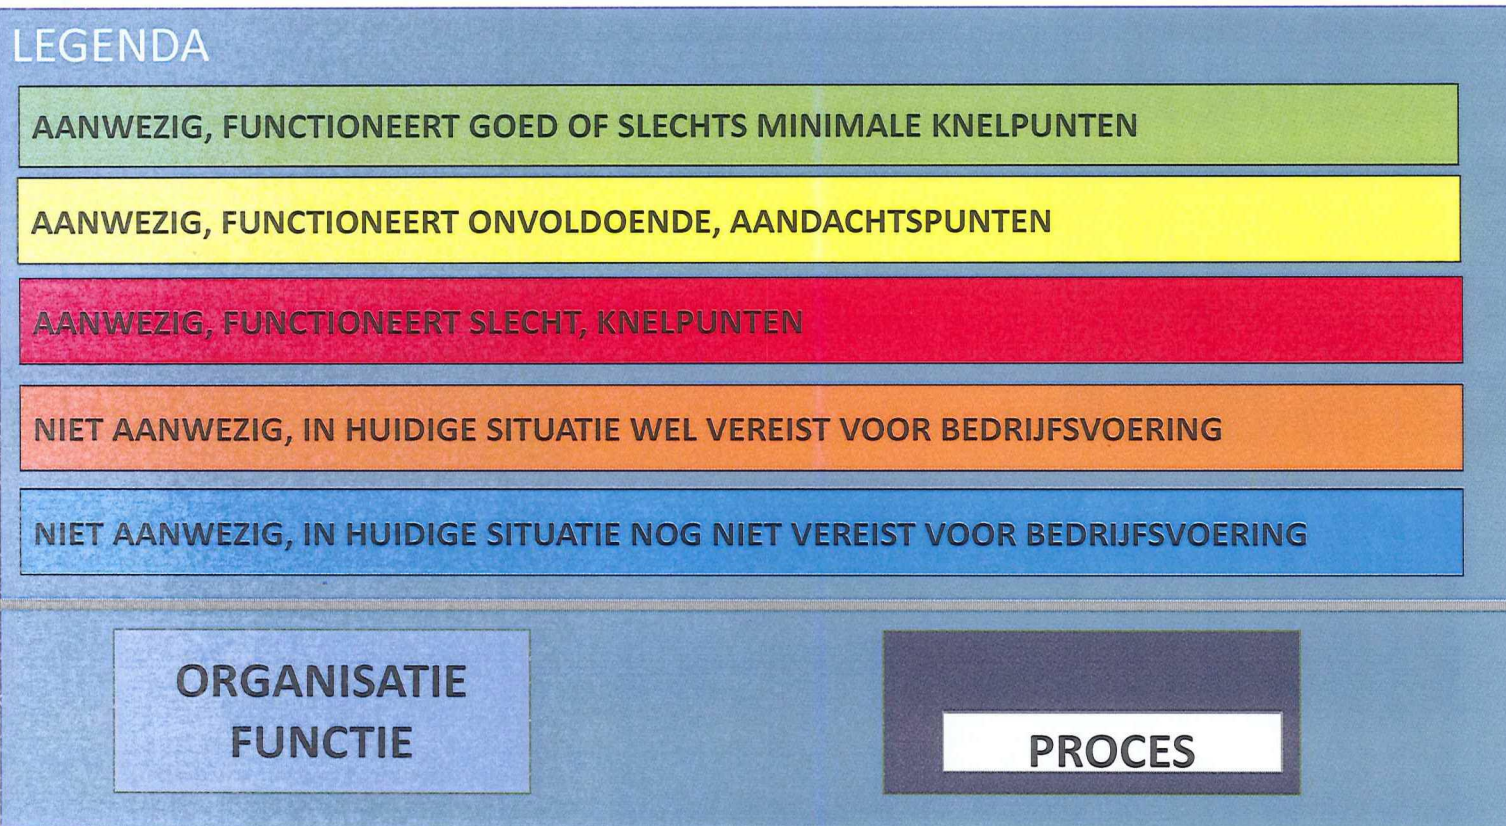 LEGENDA
AANWEZIG, FUNCTIONEERT GOED OF SLECHTS MINIMALE KNELPUNTEN
AANWEZIG, FUNCTIONEERT ONVOLDOENDE, AANDACHTSPUNTEN
AANWEZIG, FUNCTIONEERT SLECHT, KNELPUNTEN
NIET AANWEZIG, IN HUIDIGE SITUATIE WEL VEREIST VOOR BEDRIJFSVOERING
NIET AANWEZIG, IN HUIDIGE SITUATIE NOG NIET VEREIST VOOR BEDRIJFSVOERING
ORGANISATIE
FUNCTIE
PROCES